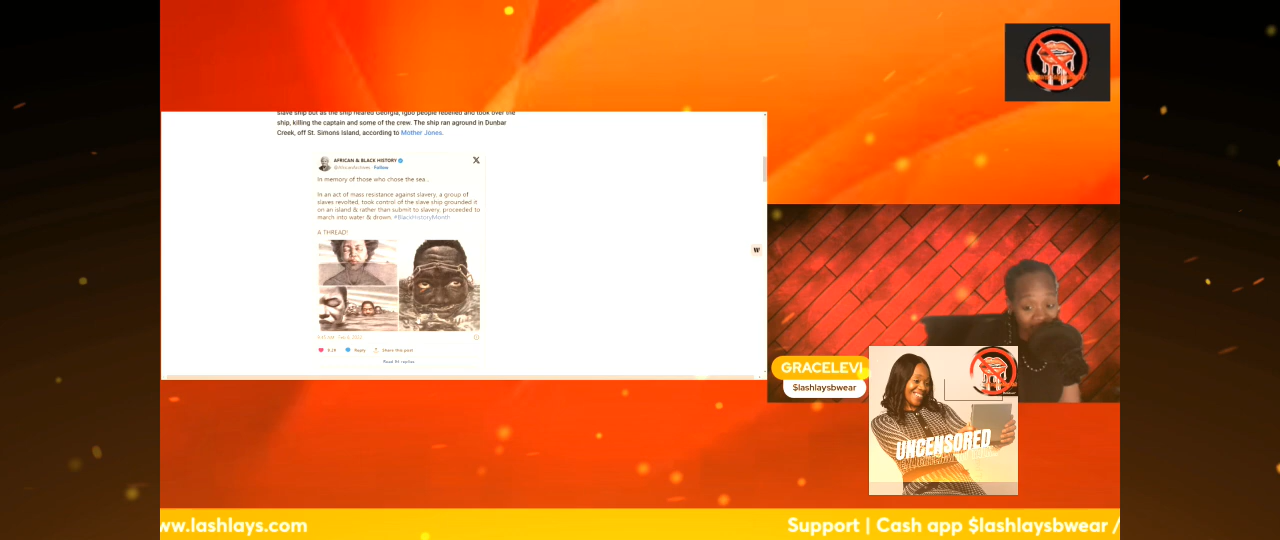 slave ship but as the ship neared Georgia, Igbo people rebelled and took over the
ship, killing the captain and some of the crew. The ship ran aground in Dunbar
Creek, off St. Simons Island, according to Mother Jones.
AFRICAN & BLACK HISTORY
@AfricanArchives · Follow
In memory of those who chose the sea..
In an act of mass resistance against slavery, a group of
slaves revolted, took control of the slave ship grounded it
on an island & rather than submit to slavery, proceeded to
march into water & drown. #BlackHistoryMonth
A THREAD!
Reply
Share this post
Read 94 replies
W
GRACELEVI
$lashlaysbwear
UNCENSORED
ww.lashlays.com
Support | Cash app $lashlaysbwear /